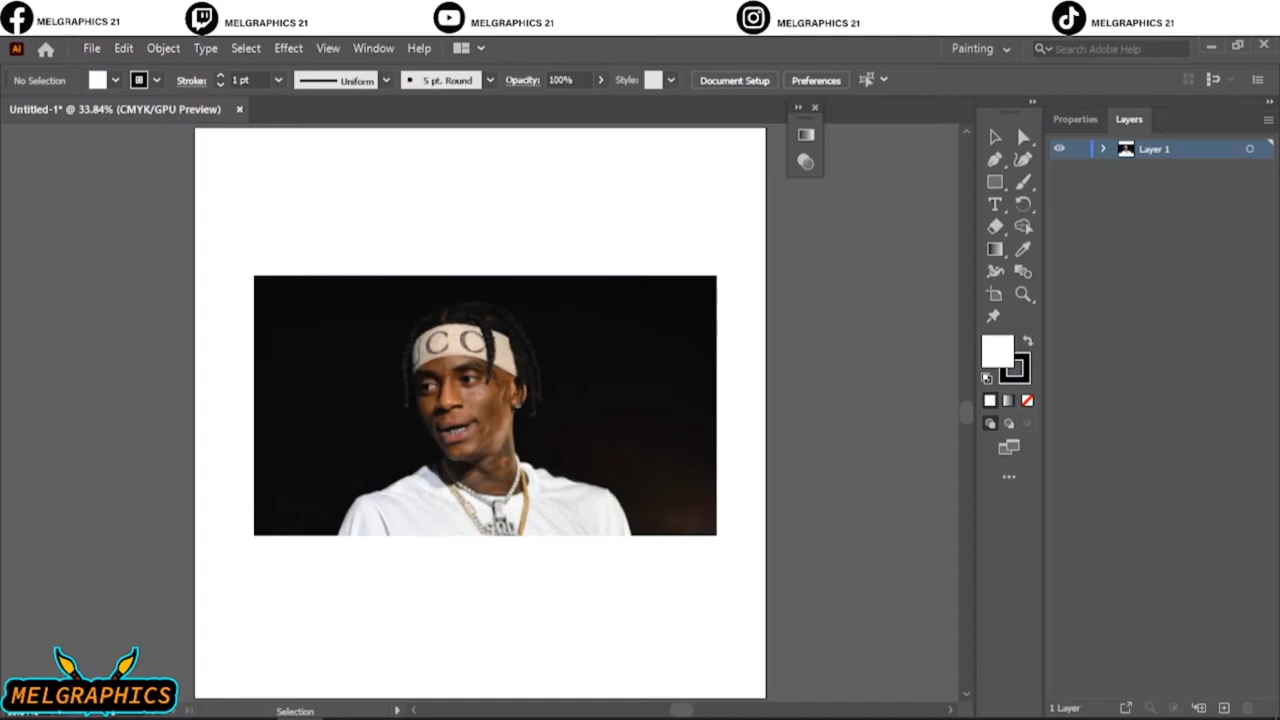 MELGRAPHICS 21 MELGRAPHICS 21 MELGRAPHICS 21 MELGRAPHICS 21 MELGRAPHICS 21
Ai File Edit Object Type Select Effect View Window Help Painting Search Adobe Help
No Selection Stroke: 1 pt Uniform 5 pt. Round Opacity: 100% Style: Document Setup Preferences
Untitled-1* @ 33.84% (CMYK/GPU Preview)
Properties Layers
Layer 1
CC
MELGRAPHICS
Selection
1 Layer